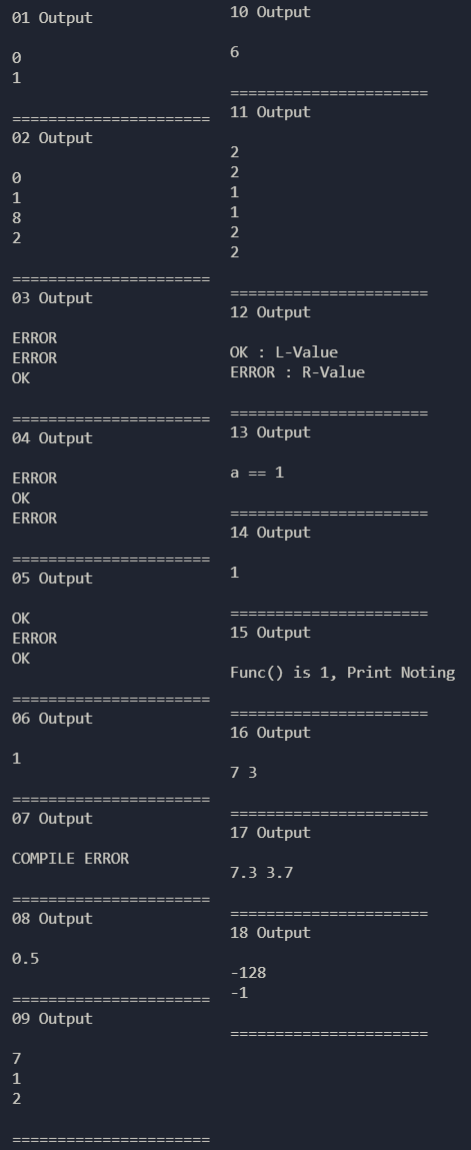 01 Output
0
1
======================
02 Output
0
1
8
2
======================
03 Output
ERROR
ERROR
OK
======================
04 Output
ERROR
OK
ERROR
======================
05 Output
OK
ERROR
OK
======================
06 Output
1
======================
07 Output
COMPILE ERROR
======================
08 Output
0.5
======================
09 Output
7
1
2
======================
10 Output
6
======================
11 Output
2
2
1
1
2
2
======================
12 Output
OK : L-Value
ERROR : R-Value
======================
13 Output
a == 1
======================
14 Output
1
======================
15 Output
Func() is 1, Print Noting
======================
16 Output
7 3
======================
17 Output
7.3 3.7
======================
18 Output
-128
-1
======================